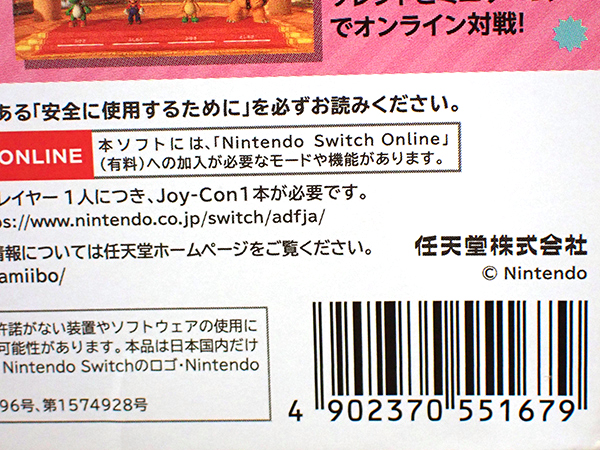 でオンライン対戦!
ある「安全に使用するために」を必ずお読みください。
ONLINE
本ソフトには、「Nintendo Switch Online」
(有料)への加入が必要なモードや機能があります。
レイヤー 1人につき、Joy-Con1本が必要です。
ps://www.nintendo.co.jp/switch/adfja/
情報については任天堂ホームページをご覧ください。
amiibo/
任天堂株式会社
© Nintendo
許諾がない装置やソフトウェアの使用に
可能性があります。本品は日本国内だけ
Nintendo Switchのロゴ・Nintendo
96号、第1574928号
4 902370 551679